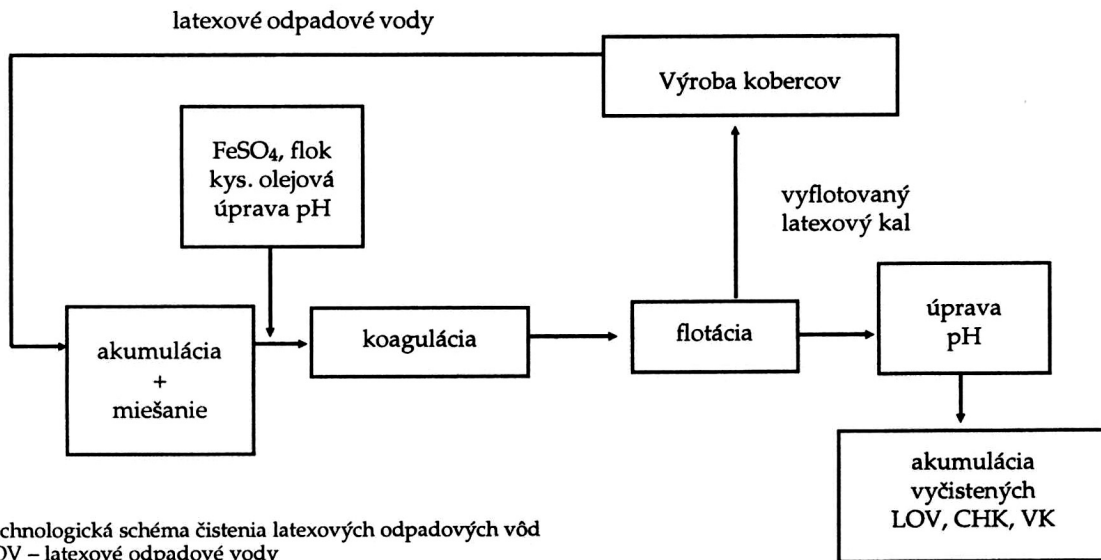 latexové odpadové vody
Výroba kobercov
FeSO₄, flok
kys. olejová
úprava pH
vyflotovaný
latexový kal
akumulácia
+
miešanie
koagulácia
flotácia
úprava
pH
akumulácia
vyčistených
LOV, CHK, VK
chnologická schéma čistenia latexových odpadových vôd
OV – latexové odpadové vody